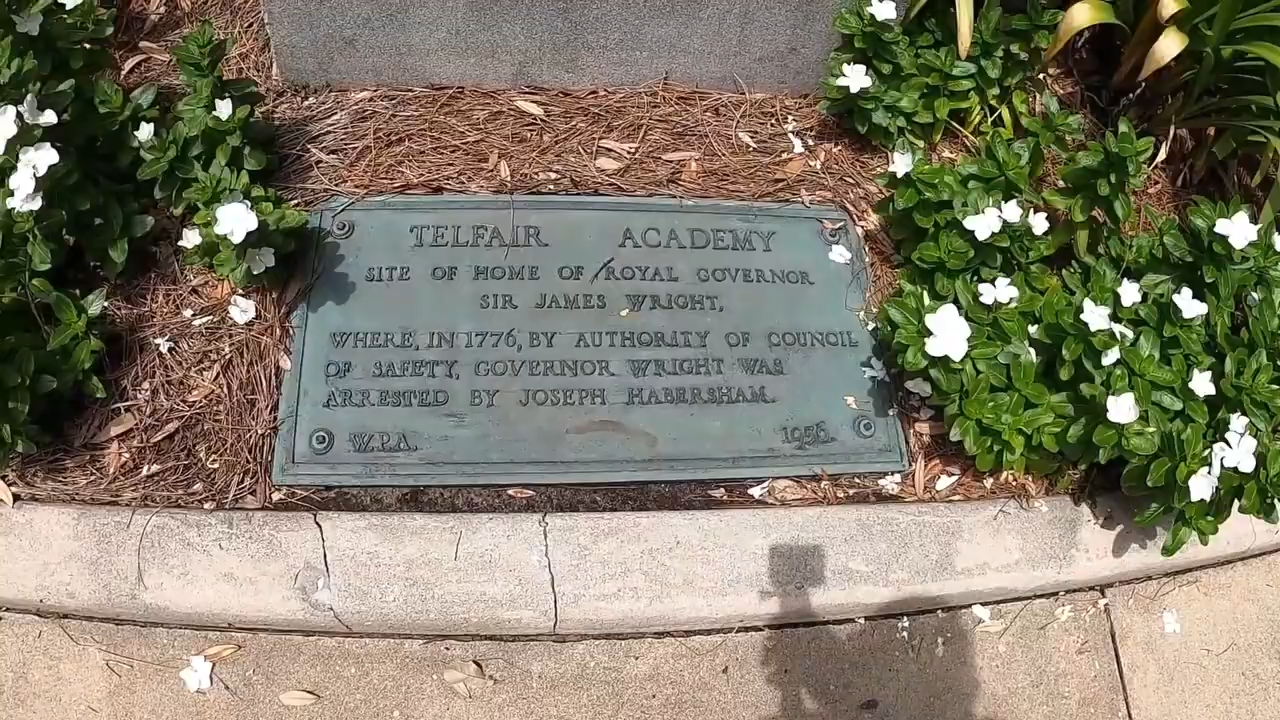 TELFAIR ACADEMY
SITE OF HOME OF ROYAL GOVERNOR
SIR JAMES WRIGHT,
WHERE, IN 1776, BY AUTHORITY OF COUNCIL
OF SAFETY, GOVERNOR WRIGHT WAS
ARRESTED BY JOSEPH HABERSHAM.
W.P.A. 1936.